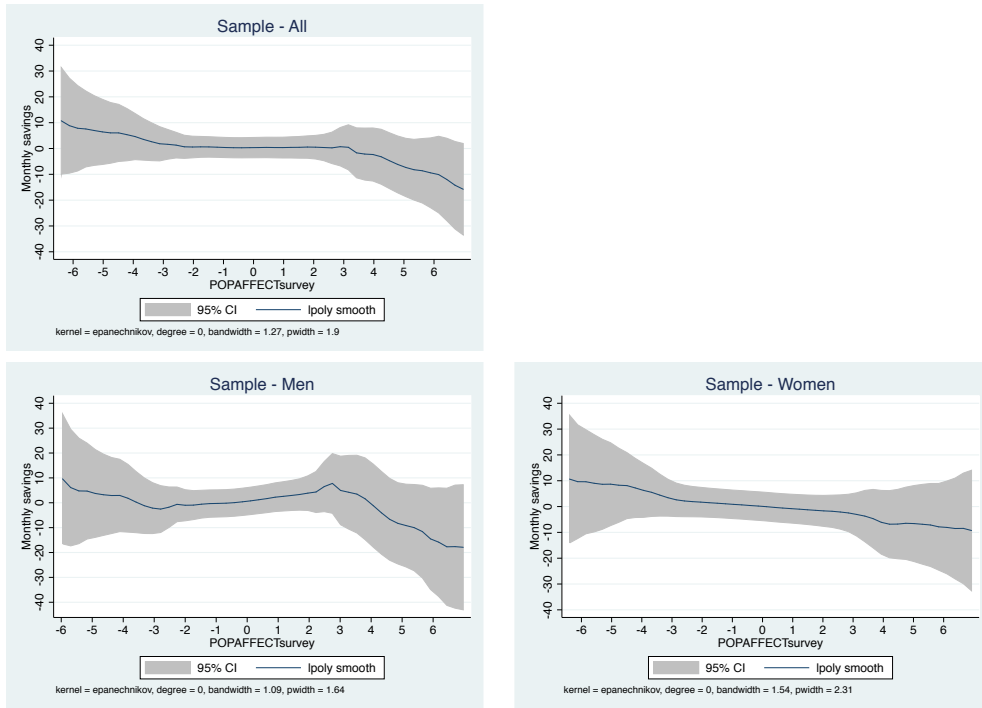 Sample - All
Monthly savings
40
30
20
10
0
-10
-20
-30
-40
-6 -5 -4 -3 -2 -1 0 1 2 3 4 5 6
POPAFFECTsurvey
95% CI lpoly smooth
kernel = epanechnikov, degree = 0, bandwidth = 1.27, pwidth = 1.9
Sample - Men
Monthly savings
40
30
20
10
0
-10
-20
-30
-40
-6 -5 -4 -3 -2 -1 0 1 2 3 4 5 6
POPAFFECTsurvey
95% CI lpoly smooth
kernel = epanechnikov, degree = 0, bandwidth = 1.09, pwidth = 1.64
Sample - Women
Monthly savings
40
30
20
10
0
-10
-20
-30
-40
-6 -5 -4 -3 -2 -1 0 1 2 3 4 5 6
POPAFFECTsurvey
95% CI lpoly smooth
kernel = epanechnikov, degree = 0, bandwidth = 1.54, pwidth = 2.31